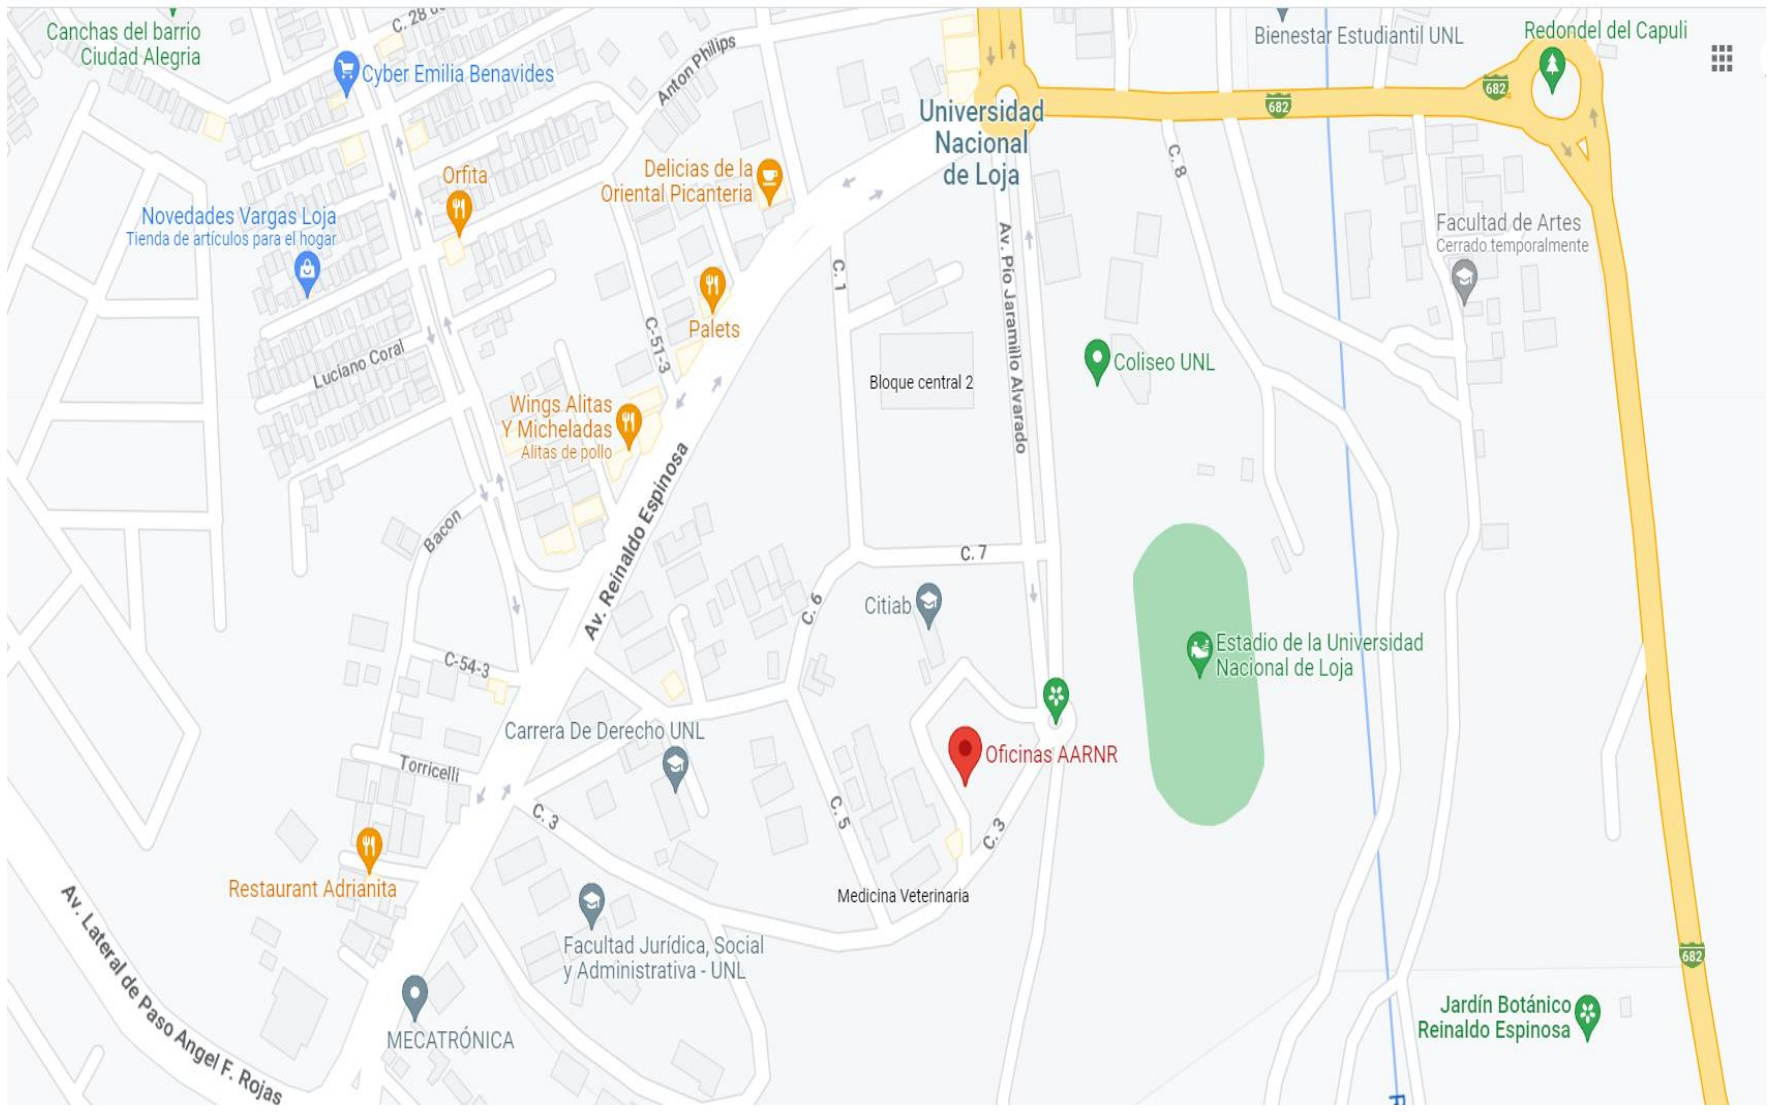 Canchas del barrio
Ciudad Alegria
C. 28 d
Cyber Emilia Benavides
Anton Philips
Bienestar Estudiantil UNL
Redondel del Capuli
682
682
Universidad
Nacional
de Loja
Orfita
Delicias de la
Oriental Picanteria
C. 8
Novedades Vargas Loja
Tienda de artículos para el hogar
Facultad de Artes
Cerrado temporalmente
C. 1
Av. Pío Jaramillo Alvarado
Palets
C-51-3
Luciano Coral
Coliseo UNL
Bloque central 2
Wings Alitas
Y Micheladas
Alitas de pollo
Av. Reinaldo Espinosa
Bacon
C. 7
C. 6
Citiab
Estadio de la Universidad
Nacional de Loja
C-54-3
Carrera De Derecho UNL
Oficinas AARNR
Torricelli
C. 3
C. 5
C. 3
Restaurant Adrianita
Medicina Veterinaria
Av. Lateral de Paso Angel F. Rojas
Facultad Jurídica, Social
y Administrativa - UNL
682
MECATRÓNICA
Jardín Botánico
Reinaldo Espinosa